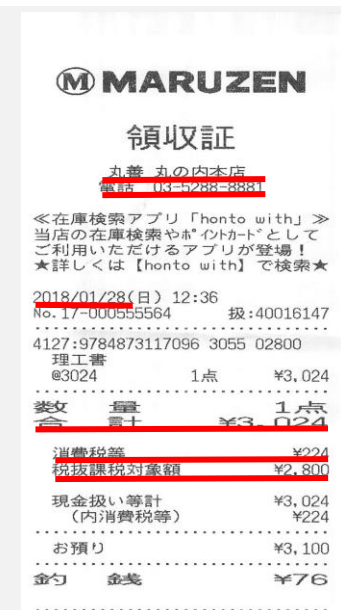 M MARUZEN
領収証
丸善 丸の内本店
電話 03-5288-8881
≪在庫検索アプリ「honto with」≫
当店の在庫検索やﾎﾟｲﾝﾄｶｰﾄﾞとして
ご利用いただけるアプリが登場！
★詳しくは【honto with】で検索★
2018/01/28(日) 12:36
No.17-000555564 扱:40016147
4127:9784873117096 3055 02800
理工書
@3024 1点 ¥3,024
数 量 1点
合 計 ¥3,024
消費税等 ¥224
税抜課税対象額 ¥2,800
現金扱い等計 ¥3,024
(内消費税等) ¥224
お預り ¥3,100
釣 銭 ¥76